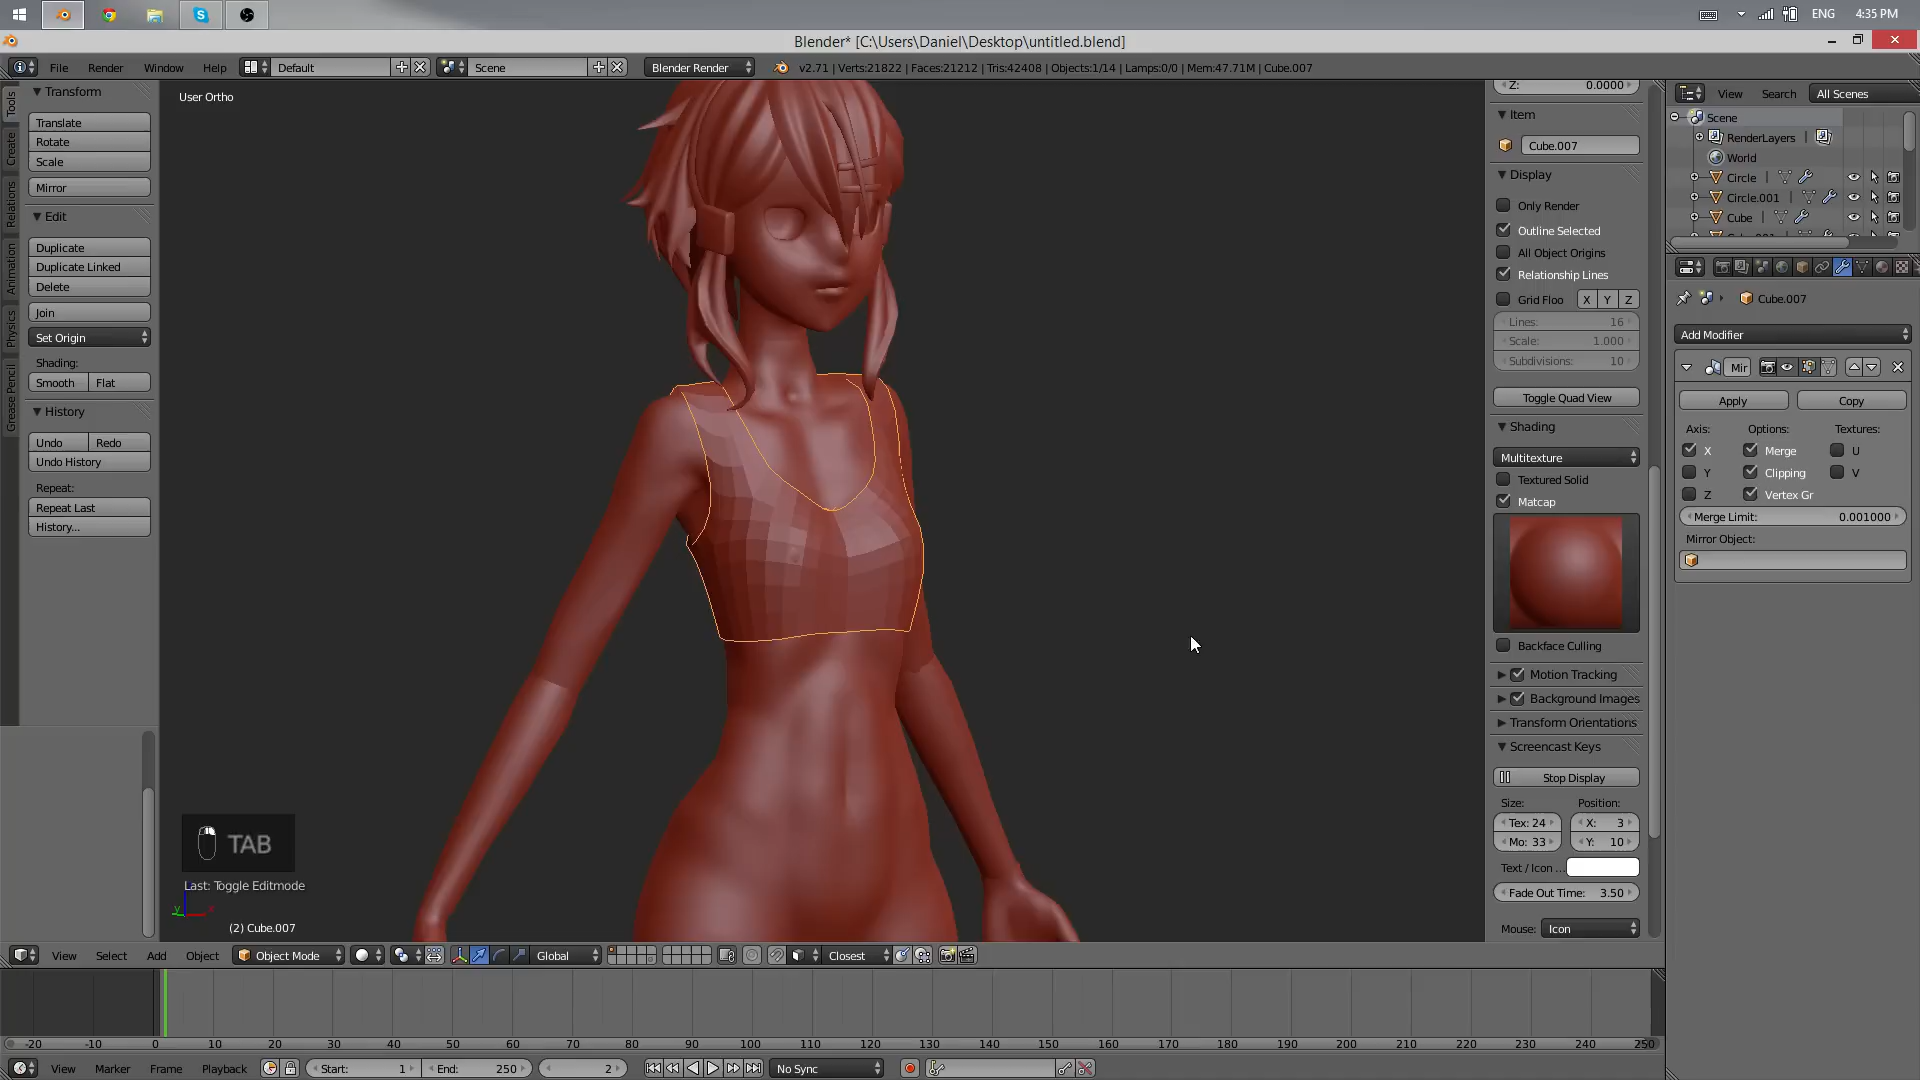 ENG
4:35 PM
Blender* [C:\Users\Daniel\Desktop\untitled.blend]
File
Render
Window
Help
Default
Scene
Blender Render
v2.71 | Verts:21822 | Faces:21212 | Tris:42408 | Objects:1/14 | Lamps:0/0 | Mem:47.71M | Cube.007
Tools
Create
Relations
Animation
Physics
Grease Pencil
Transform
Translate
Rotate
Scale
Mirror
Edit
Duplicate
Duplicate Linked
Delete
Join
Set Origin
Shading:
Smooth
Flat
History
Undo
Redo
Undo History
Repeat:
Repeat Last
History...
User Ortho
TAB
Last: Toggle Editmode
(2) Cube.007
Z: 0.0000
Item
Cube.007
Display
Only Render
Outline Selected
All Object Origins
Relationship Lines
Grid Floo
X
Y
Z
Lines: 16
Scale: 1.000
Subdivisions: 10
Toggle Quad View
Shading
Multitexture
Textured Solid
Matcap
Backface Culling
Motion Tracking
Background Images
Transform Orientations
Screencast Keys
Stop Display
Size:
Position:
Tex: 24
X: 3
Mo: 33
Y: 10
Text / Icon ...
Fade Out Time: 3.50
Mouse:
Icon
View
Search
All Scenes
Scene
RenderLayers
World
Circle
Circle.001
Cube
Cube.007
Add Modifier
Mir
Apply
Copy
Axis:
Options:
Textures:
X
Merge
U
Y
Clipping
V
Z
Vertex Gr
Merge Limit: 0.001000
Mirror Object:
View
Select
Add
Object
Object Mode
Global
Closest
-20 -10 0 10 20 30 40 50 60 70 80 90 100 110 120 130 140 150 160 170 180 190 200 210 220 230 240 250
View
Marker
Frame
Playback
Start: 1
End: 250
2
No Sync